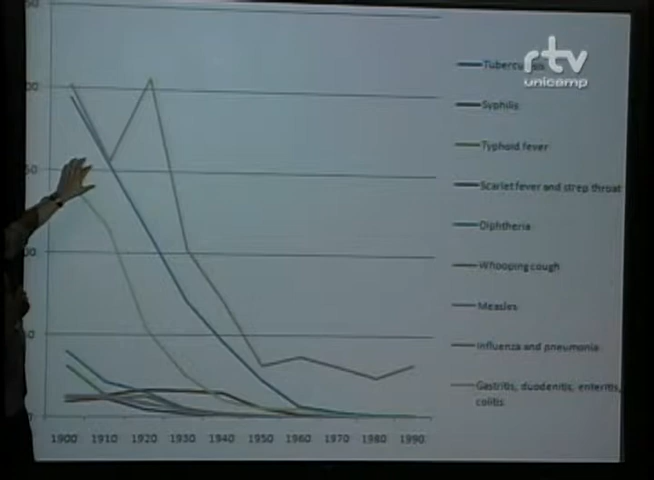 rtv
unicamp
Tuberculosis
Syphilis
Typhoid fever
Scarlet fever and strep throat
Diphtheria
Whooping cough
Measles
Influenza and pneumonia
Gastritis, duodenitis, enteritis,
colitis
1900 1910 1920 1930 1940 1950 1960 1970 1980 1990